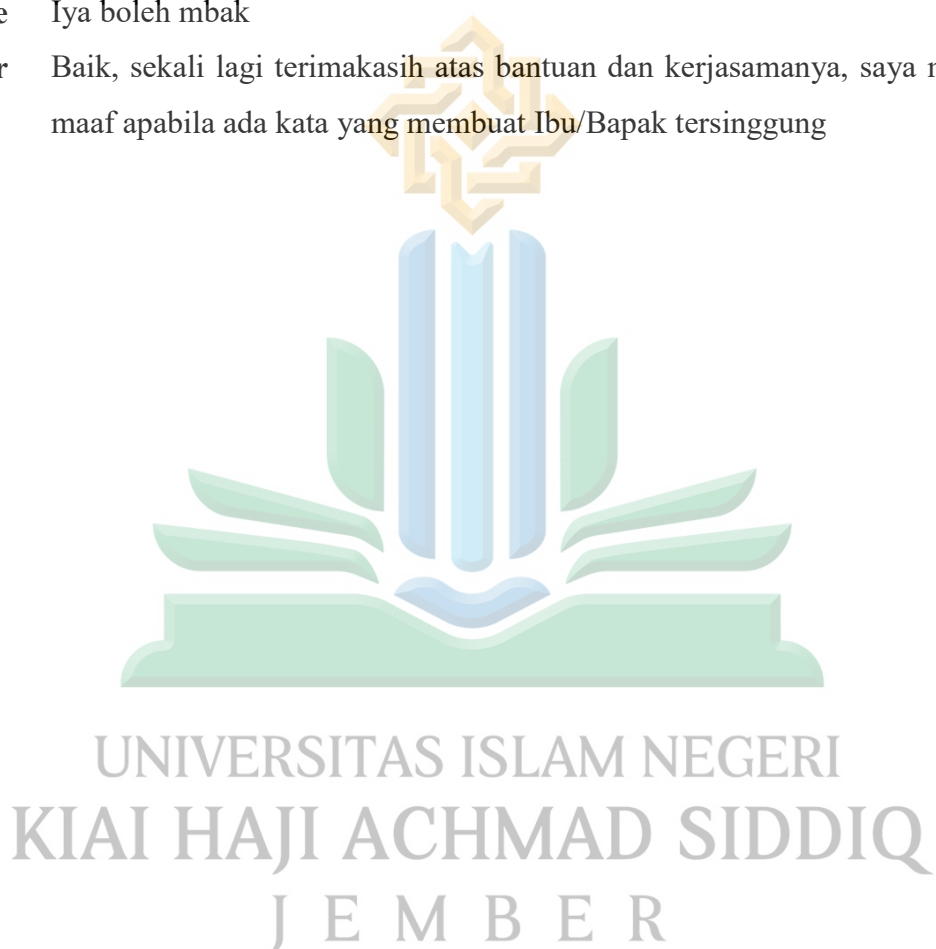 e Iya boleh mbak
r Baik, sekali lagi terimakasih atas bantuan dan kerjasamanya, saya
maaf apabila ada kata yang membuat Ibu/Bapak tersinggung
UNIVERSITAS ISLAM NEGERI
KIAI HAJI ACHMAD SIDDIQ
JEMBER